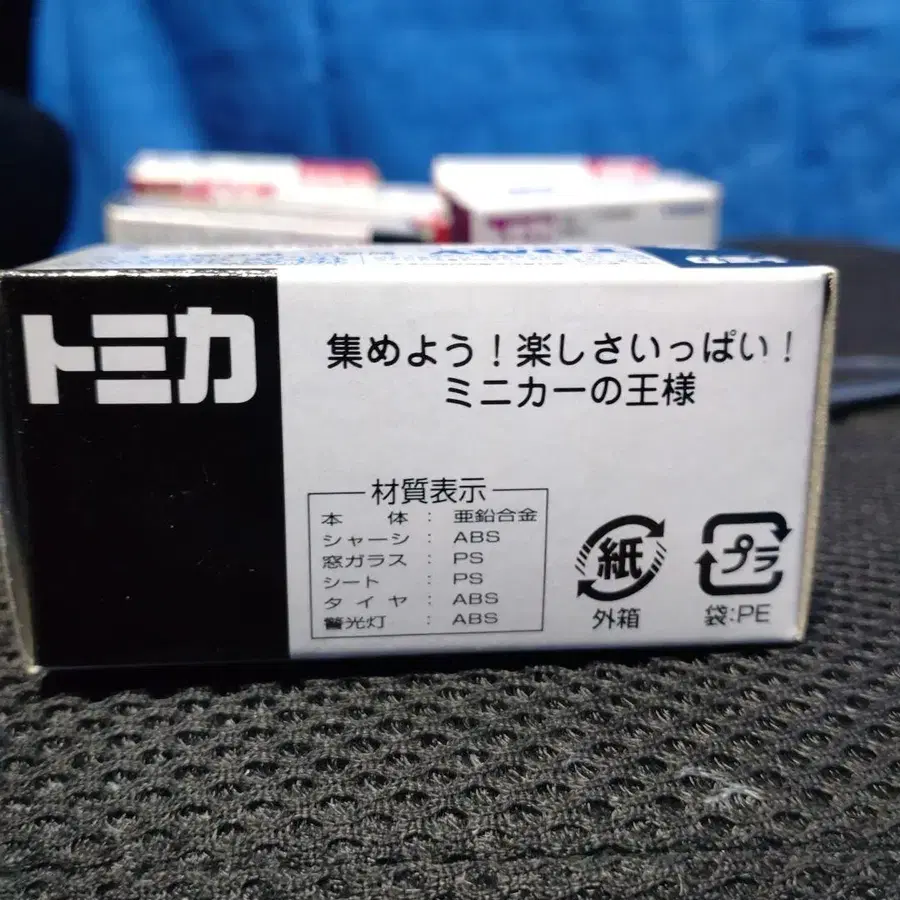 トミカ
集めよう!楽しさいっぱい!
ミニカーの王様
材質表示
本体：亜鉛合金
シャーシ：ABS
窓ガラス：PS
シート：PS
タイヤ：ABS
警光灯：ABS
紙
外箱
プラ
袋:PE